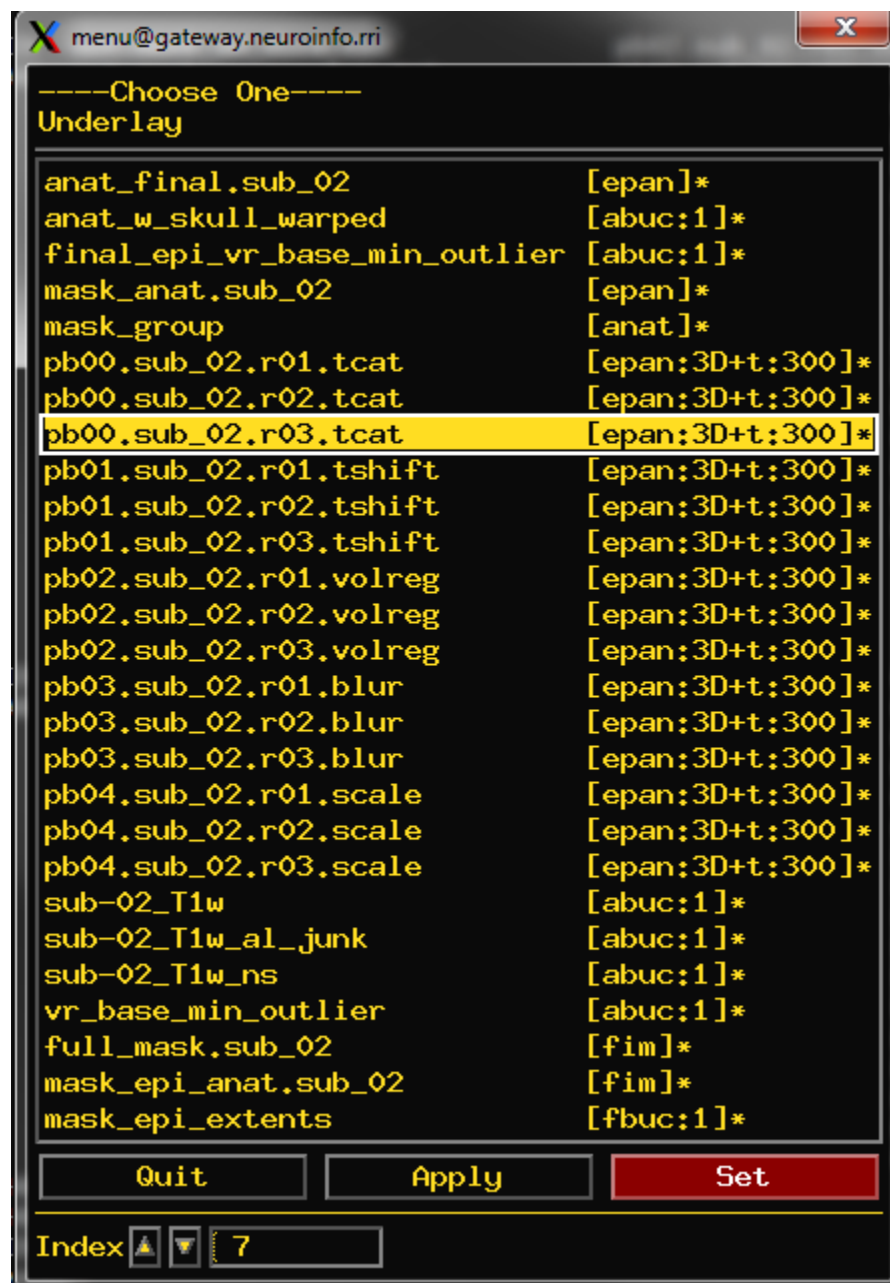 menu@gateway.neuroinfo.rri
----Choose One----
Underlay
anat_final.sub_02 [epan]*
anat_w_skull_warped [abuc:1]*
final_epi_vr_base_min_outlier [abuc:1]*
mask_anat.sub_02 [epan]*
mask_group [anat]*
pb00.sub_02.r01.tcat [epan:3D+t:300]*
pb00.sub_02.r02.tcat [epan:3D+t:300]*
pb00.sub_02.r03.tcat [epan:3D+t:300]*
pb01.sub_02.r01.tshift [epan:3D+t:300]*
pb01.sub_02.r02.tshift [epan:3D+t:300]*
pb01.sub_02.r03.tshift [epan:3D+t:300]*
pb02.sub_02.r01.volreg [epan:3D+t:300]*
pb02.sub_02.r02.volreg [epan:3D+t:300]*
pb02.sub_02.r03.volreg [epan:3D+t:300]*
pb03.sub_02.r01.blur [epan:3D+t:300]*
pb03.sub_02.r02.blur [epan:3D+t:300]*
pb03.sub_02.r03.blur [epan:3D+t:300]*
pb04.sub_02.r01.scale [epan:3D+t:300]*
pb04.sub_02.r02.scale [epan:3D+t:300]*
pb04.sub_02.r03.scale [epan:3D+t:300]*
sub-02_T1w [abuc:1]*
sub-02_T1w_al_junk [abuc:1]*
sub-02_T1w_ns [abuc:1]*
vr_base_min_outlier [abuc:1]*
full_mask.sub_02 [fim]*
mask_epi_anat.sub_02 [fim]*
mask_epi_extents [fbuc:1]*
Quit Apply Set
Index 7